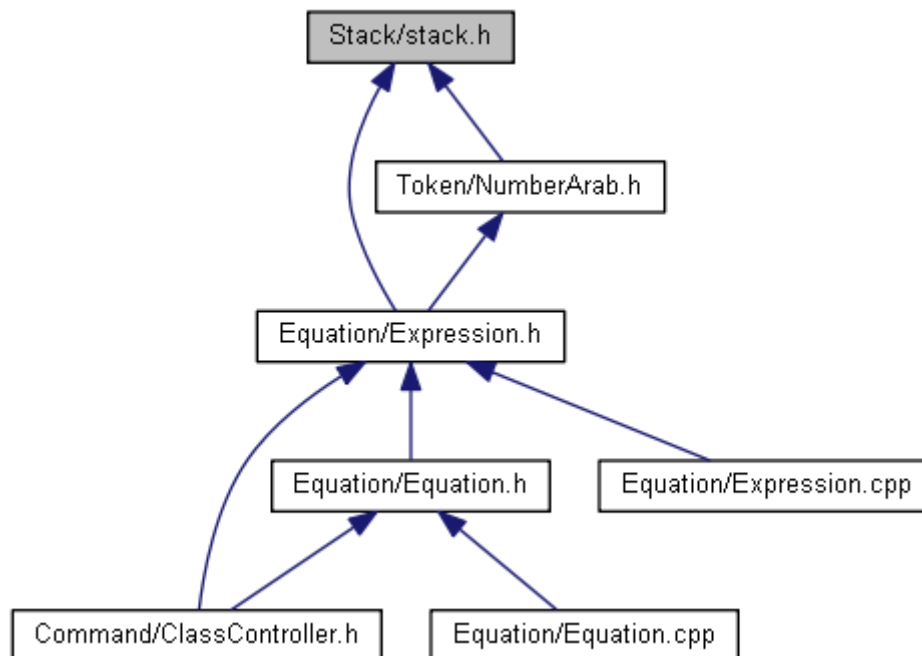 Stack/stack.h
Token/NumberArab.h
Equation/Expression.h
Equation/Equation.h
Equation/Expression.cpp
Command/ClassController.h
Equation/Equation.cpp